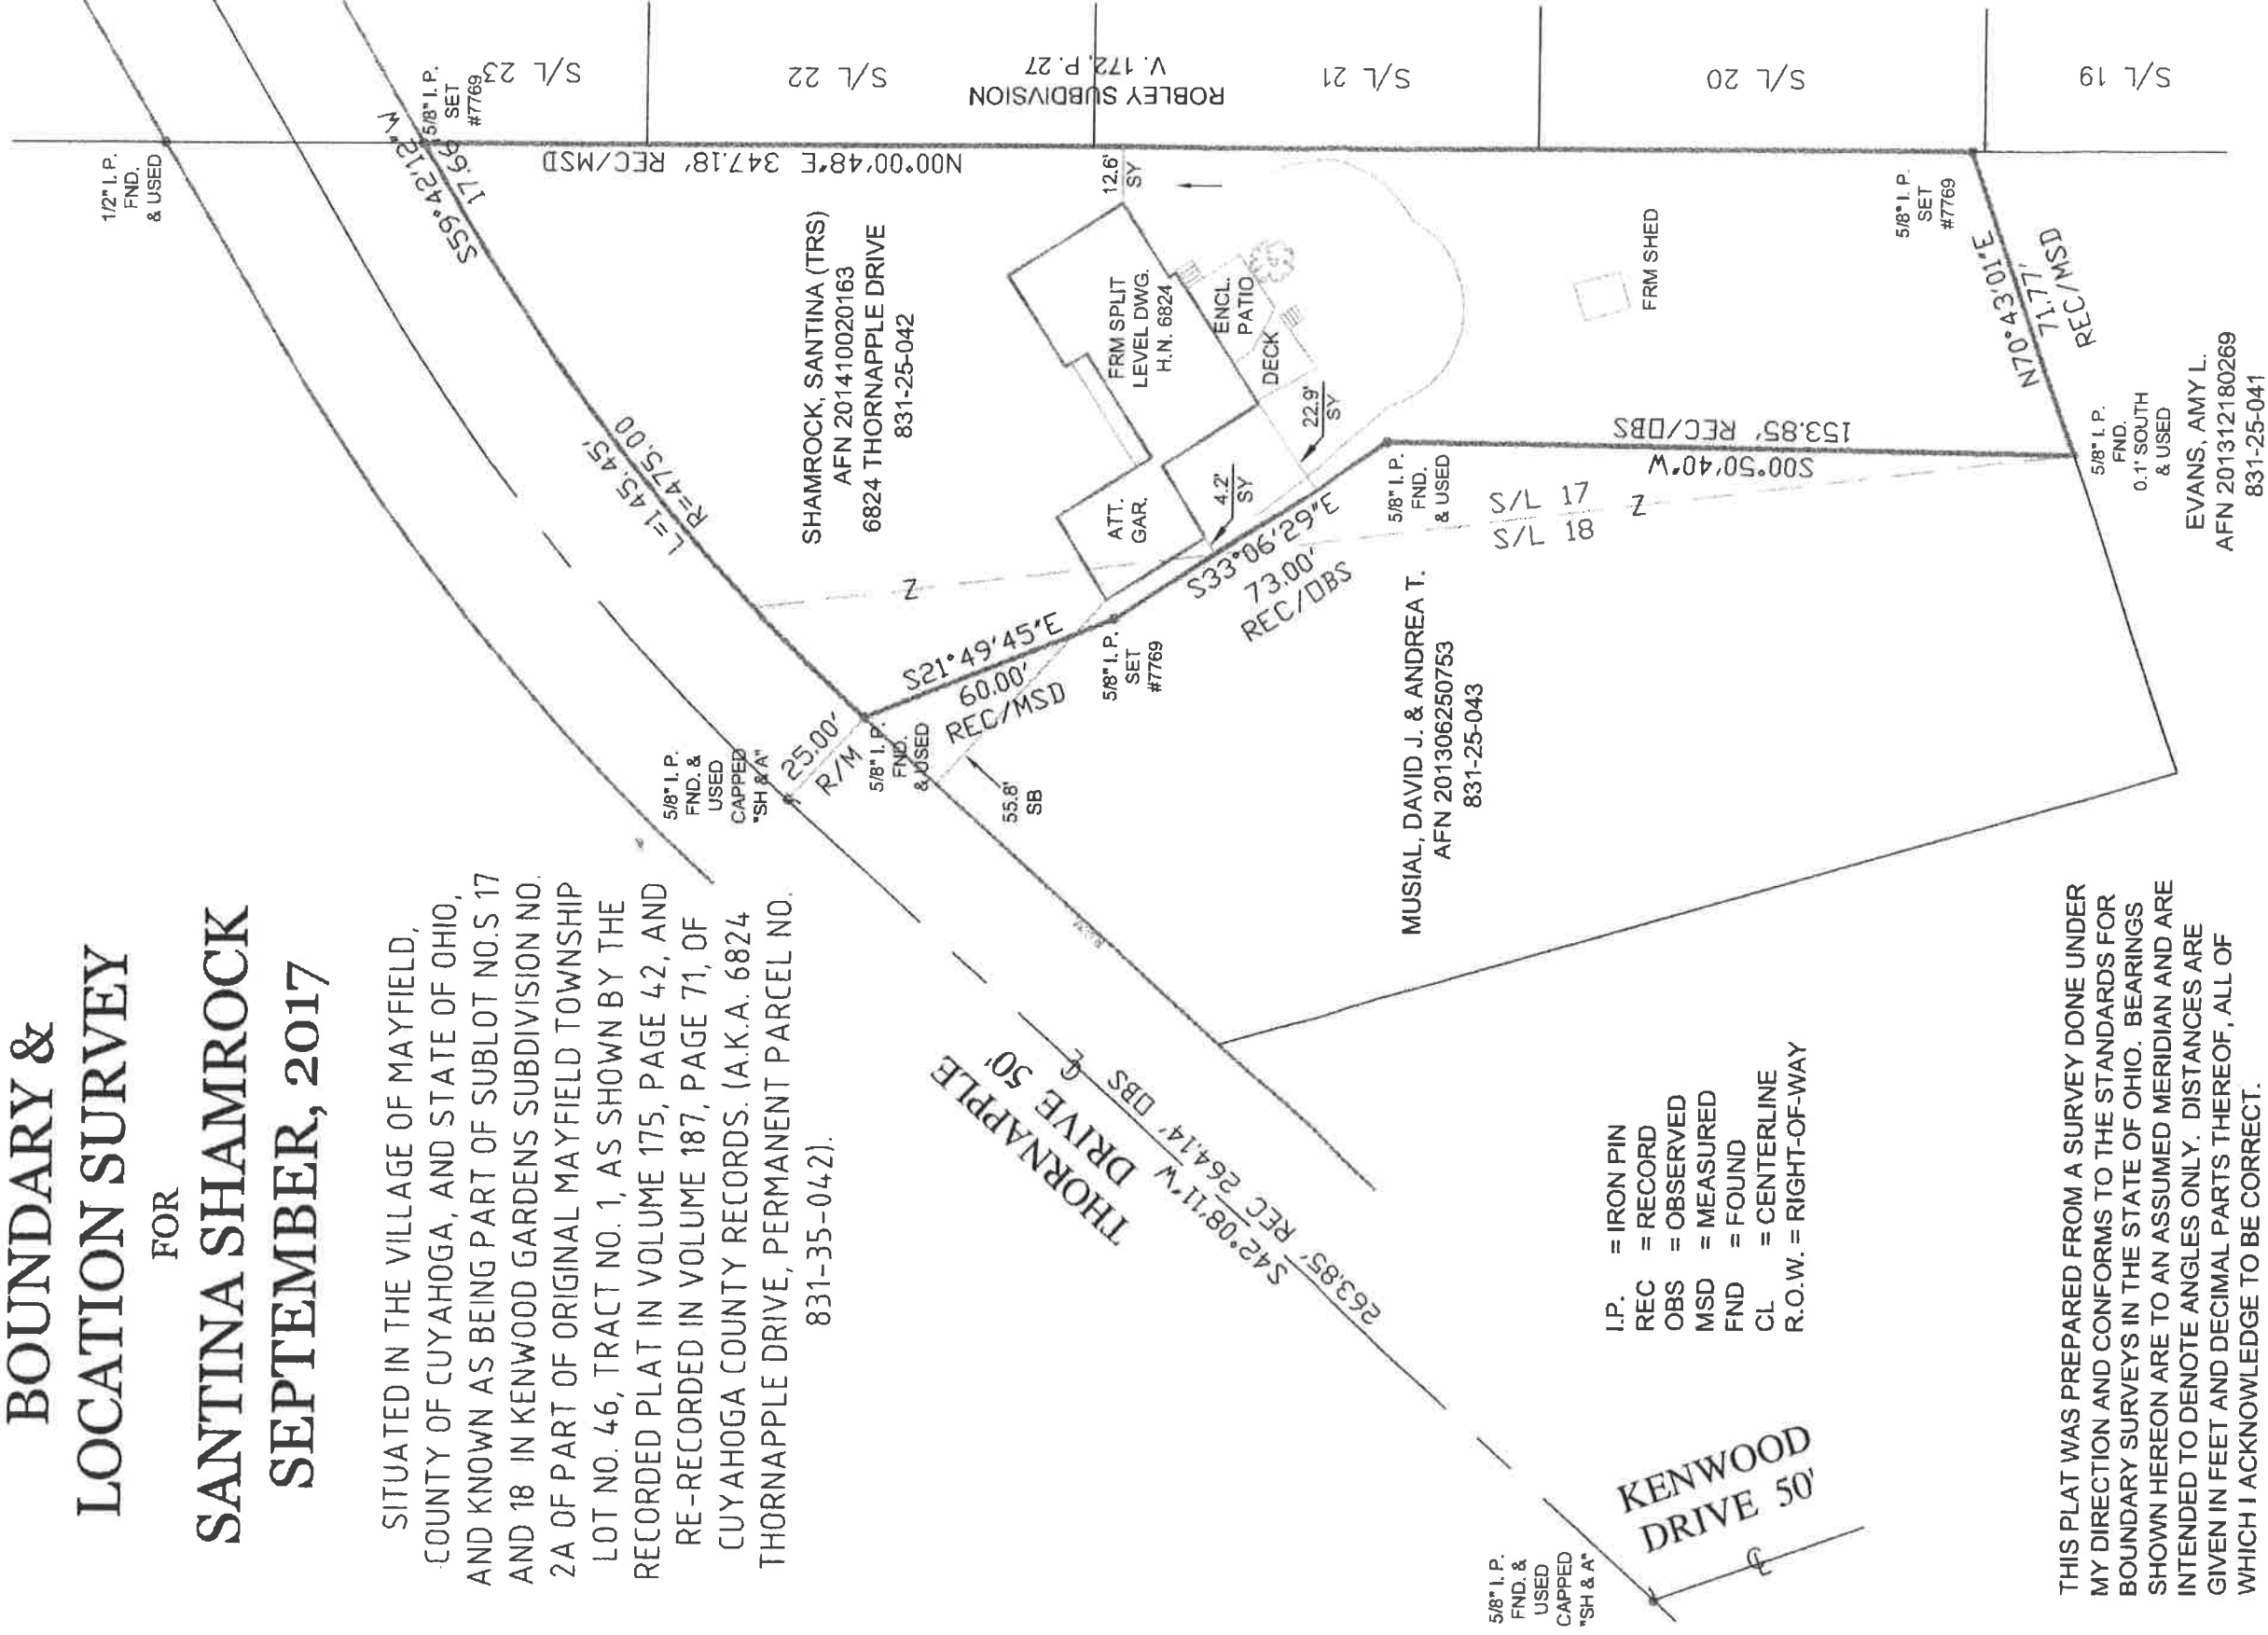 BOUNDARY &
LOCATION SURVEY
FOR
SANTINA SHAMROCK
SEPTEMBER, 2017
SITUATED IN THE VILLAGE OF MAYFIELD,
COUNTY OF CUYAHOGA, AND STATE OF OHIO,
AND KNOWN AS BEING PART OF SUBLOT NO.S 17
AND 18 IN KENWOOD GARDENS SUBDIVISION NO.
2A OF PART OF ORIGINAL MAYFIELD TOWNSHIP
LOT NO. 46, TRACT NO. 1, AS SHOWN BY THE
RECORDED PLAT IN VOLUME 175, PAGE 42, AND
RE-RECORDED IN VOLUME 187, PAGE 71, OF
CUYAHOGA COUNTY RECORDS. (A.K.A. 6824
THORNAPPLE DRIVE, PERMANENT PARCEL NO.
831-35-042).
1/2" I. P.
FND.
& USED
S59°42'12" W
17.66'
5/8" I. P.
SET
#7769
S/L 23
S/L 22
ROBLEY SUBDIVSION
V. 172, P. 27
S/L 21
S/L 20
S/L 19
N00°00'48"E 347.18' REC/MSD
L=145.45'
R=475.00
SHAMROCK, SANTINA (TRS)
AFN 201410020163
6824 THORNAPPLE DRIVE
831-25-042
12.6'
SY
FRM SPLIT
LEVEL DWG.
H.N. 6824
ENCL.
PATIO
DECK
ATT.
GAR.
4.2'
SY
22.9'
SY
FRM SHED
5/8" I. P.
SET
#7769
N70°43'01"E
71.77'
REC/MSD
S00°50'40"W
153.85' REC/OBS
5/8" I. P.
FND.
0.1' SOUTH
& USED
EVANS, AMY L.
AFN 201312180269
831-25-041
5/8" I. P.
FND.
& USED
S/L 17
S/L 18
Z
Z
S33°06'29"E
73.00'
REC/OBS
S21°49'45"E
60.00'
REC/MSD
5/8" I. P.
SET
#7769
5/8" I. P.
FND. &
USED
CAPPED
"SH & A"
25.00'
R/M
5/8" I. P.
FND.
& USED
55.8'
SB
MUSIAL, DAVID J. & ANDREA T.
AFN 201306250753
831-25-043
THORNAPPLE
DRIVE 50'
CL
S42°08'11"W
263.85' REC 264.14' OBS
KENWOOD
DRIVE 50'
CL
5/8" I. P.
FND. &
USED
CAPPED
"SH & A"
I.P. = IRON PIN
REC = RECORD
OBS = OBSERVED
MSD = MEASURED
FND = FOUND
CL = CENTERLINE
R.O.W. = RIGHT-OF-WAY
THIS PLAT WAS PREPARED FROM A SURVEY DONE UNDER
MY DIRECTION AND CONFORMS TO THE STANDARDS FOR
BOUNDARY SURVEYS IN THE STATE OF OHIO. BEARINGS
SHOWN HEREON ARE TO AN ASSUMED MERIDIAN AND ARE
INTENDED TO DENOTE ANGLES ONLY. DISTANCES ARE
GIVEN IN FEET AND DECIMAL PARTS THEREOF, ALL OF
WHICH I ACKNOWLEDGE TO BE CORRECT.